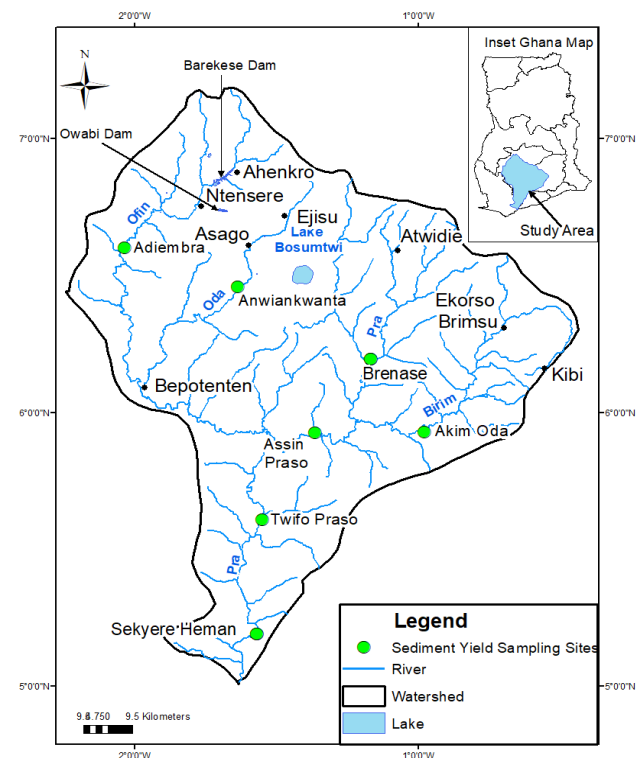 2°0'0"W
1°0'0"W
N
Barekese Dam
Inset Ghana Map
7°0'0"N
7°0'0"N
Owabi Dam
Ahenkro
Ntensere
Study Area
Ofin
Ejisu
Asago
Lake
Bosumtwi
Atwidie
Adiembra
Oda
Anwiankwanta
Ekorso
Brimsu
Pra
Brenase
Kibi
Bepotenten
Birim
6°0'0"N
6°0'0"N
Assin
Praso
Akim Oda
Twifo Praso
Pra
Sekyere Heman
Legend
Sediment Yield Sampling Sites
River
Watershed
Lake
5°0'0"N
5°0'0"N
9.5 Kilometers
2°0'0"W
1°0'0"W